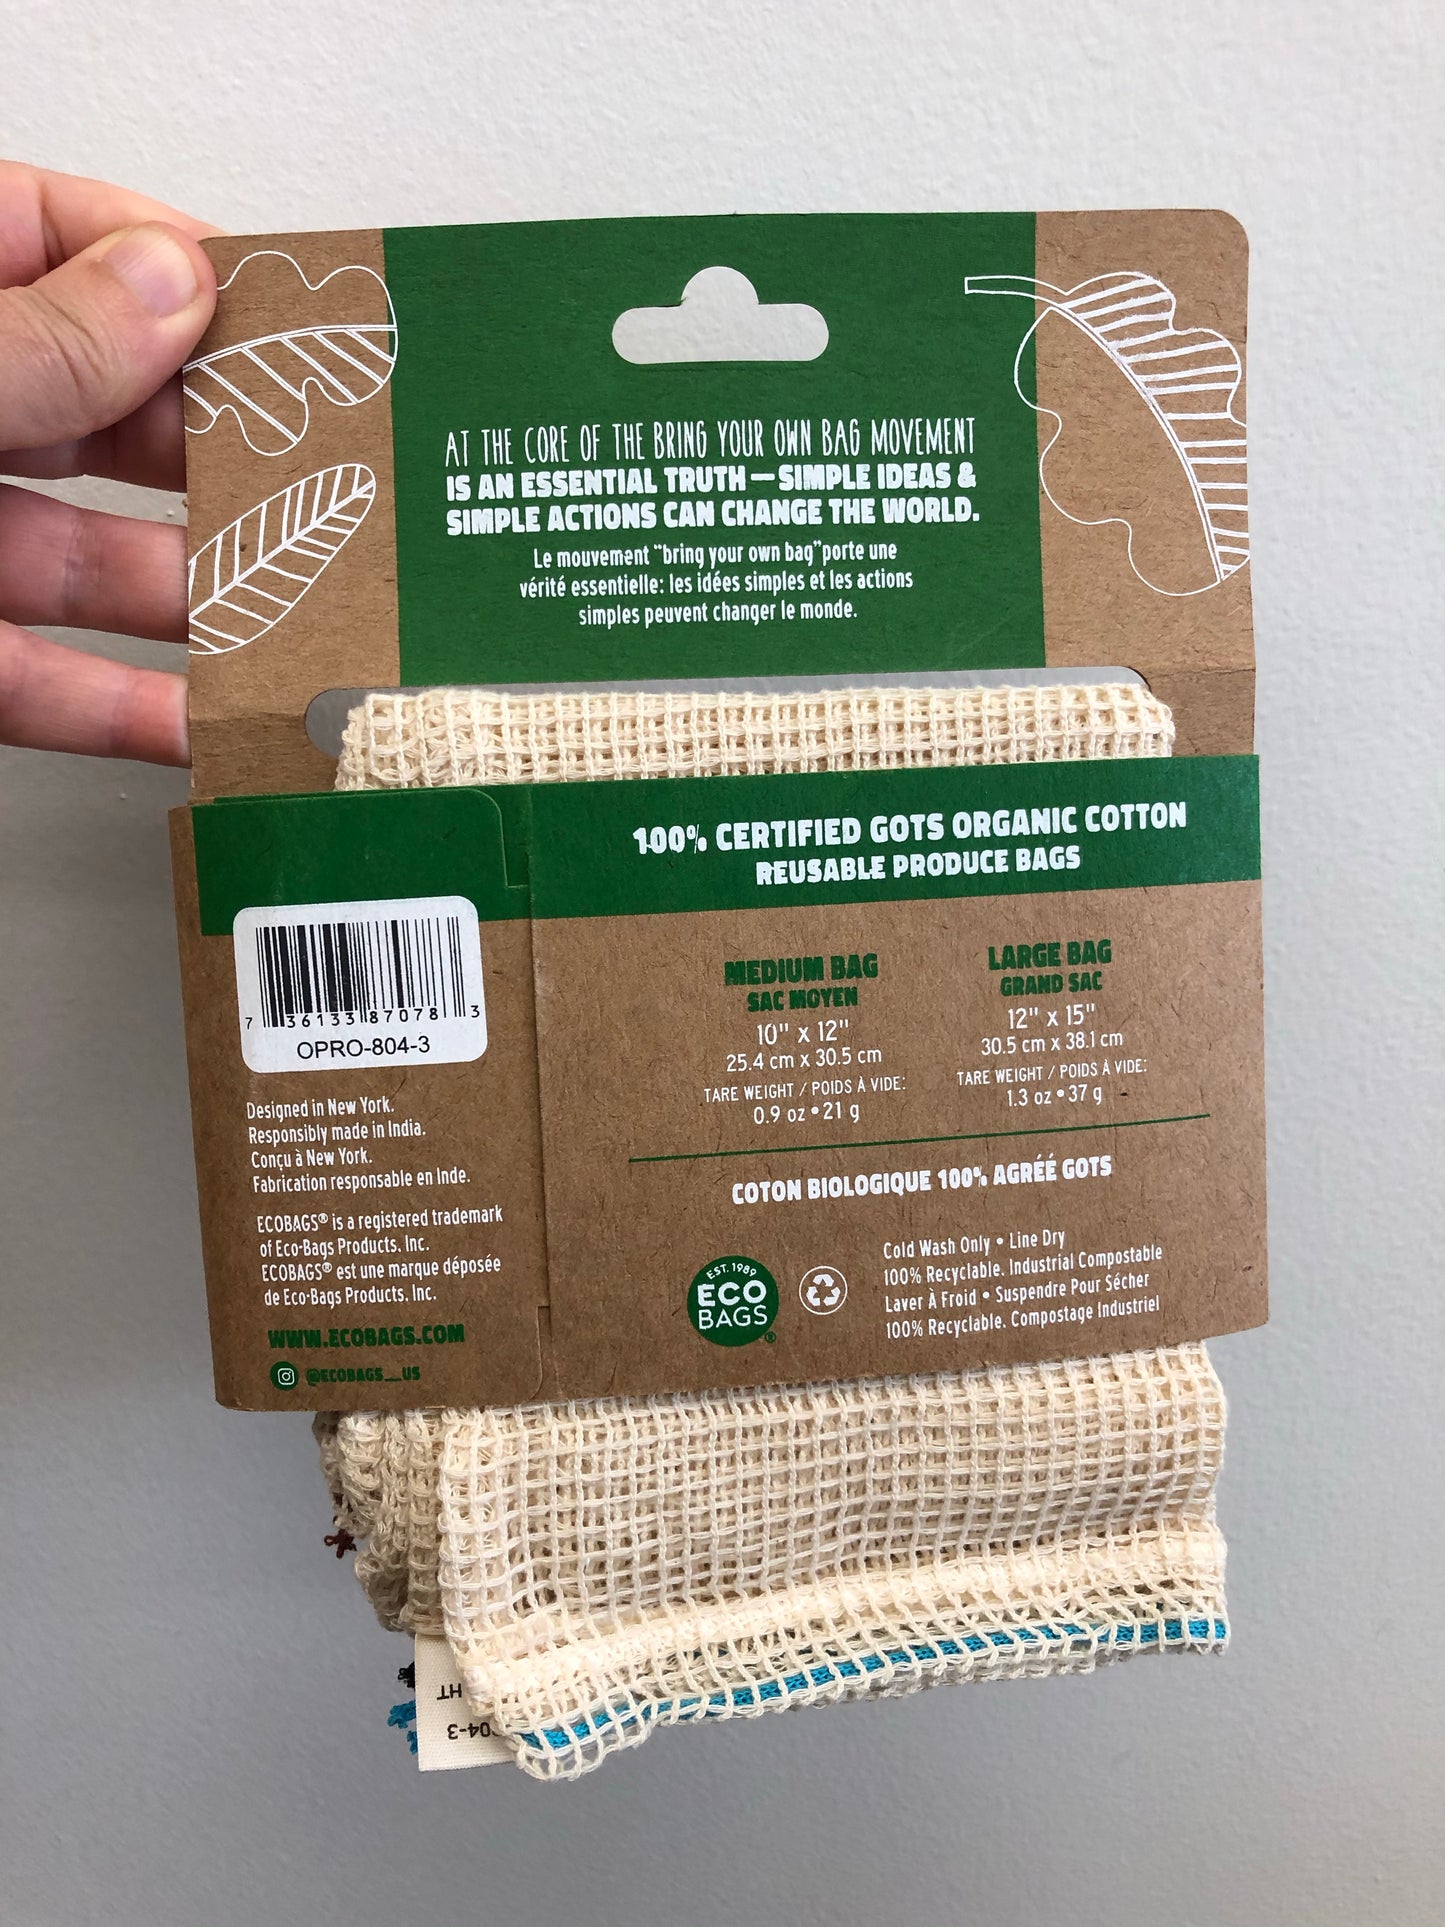 AT THE CORE OF THE BRING YOUR OWN BAG MOVEMENT
IS AN ESSENTIAL TRUTH — SIMPLE IDEAS &
SIMPLE ACTIONS CAN CHANGE THE WORLD.
Le mouvement "bring your own bag"porte une
vérité essentielle: les idées simples et les actions
simples peuvent changer le monde.
100% CERTIFIED GOTS ORGANIC COTTON
REUSABLE PRODUCE BAGS
MEDIUM BAG
SAC MOYEN
10" x 12"
25.4 cm x 30.5 cm
TARE WEIGHT / POIDS À VIDE:
0.9 oz • 21 g
LARGE BAG
GRAND SAC
12" x 15"
30.5 cm x 38.1 cm
TARE WEIGHT / POIDS À VIDE:
1.3 oz • 37 g
COTON BIOLOGIQUE 100% AGRÉÉ GOTS
EST. 1989
ECO
BAGS®
Cold Wash Only • Line Dry
100% Recyclable. Industrial Compostable
Laver À Froid • Suspendre Pour Sécher
100% Recyclable. Compostage Industriel
7 36133 87078 3
OPRO-804-3
Designed in New York.
Responsibly made in India.
Conçu à New York.
Fabrication responsable en Inde.
ECOBAGS® is a registered trademark
of Eco-Bags Products, Inc.
ECOBAGS® est une marque déposée
de Eco-Bags Products, Inc.
WWW.ECOBAGS.COM
@ECOBAGS__US
HT
04-3